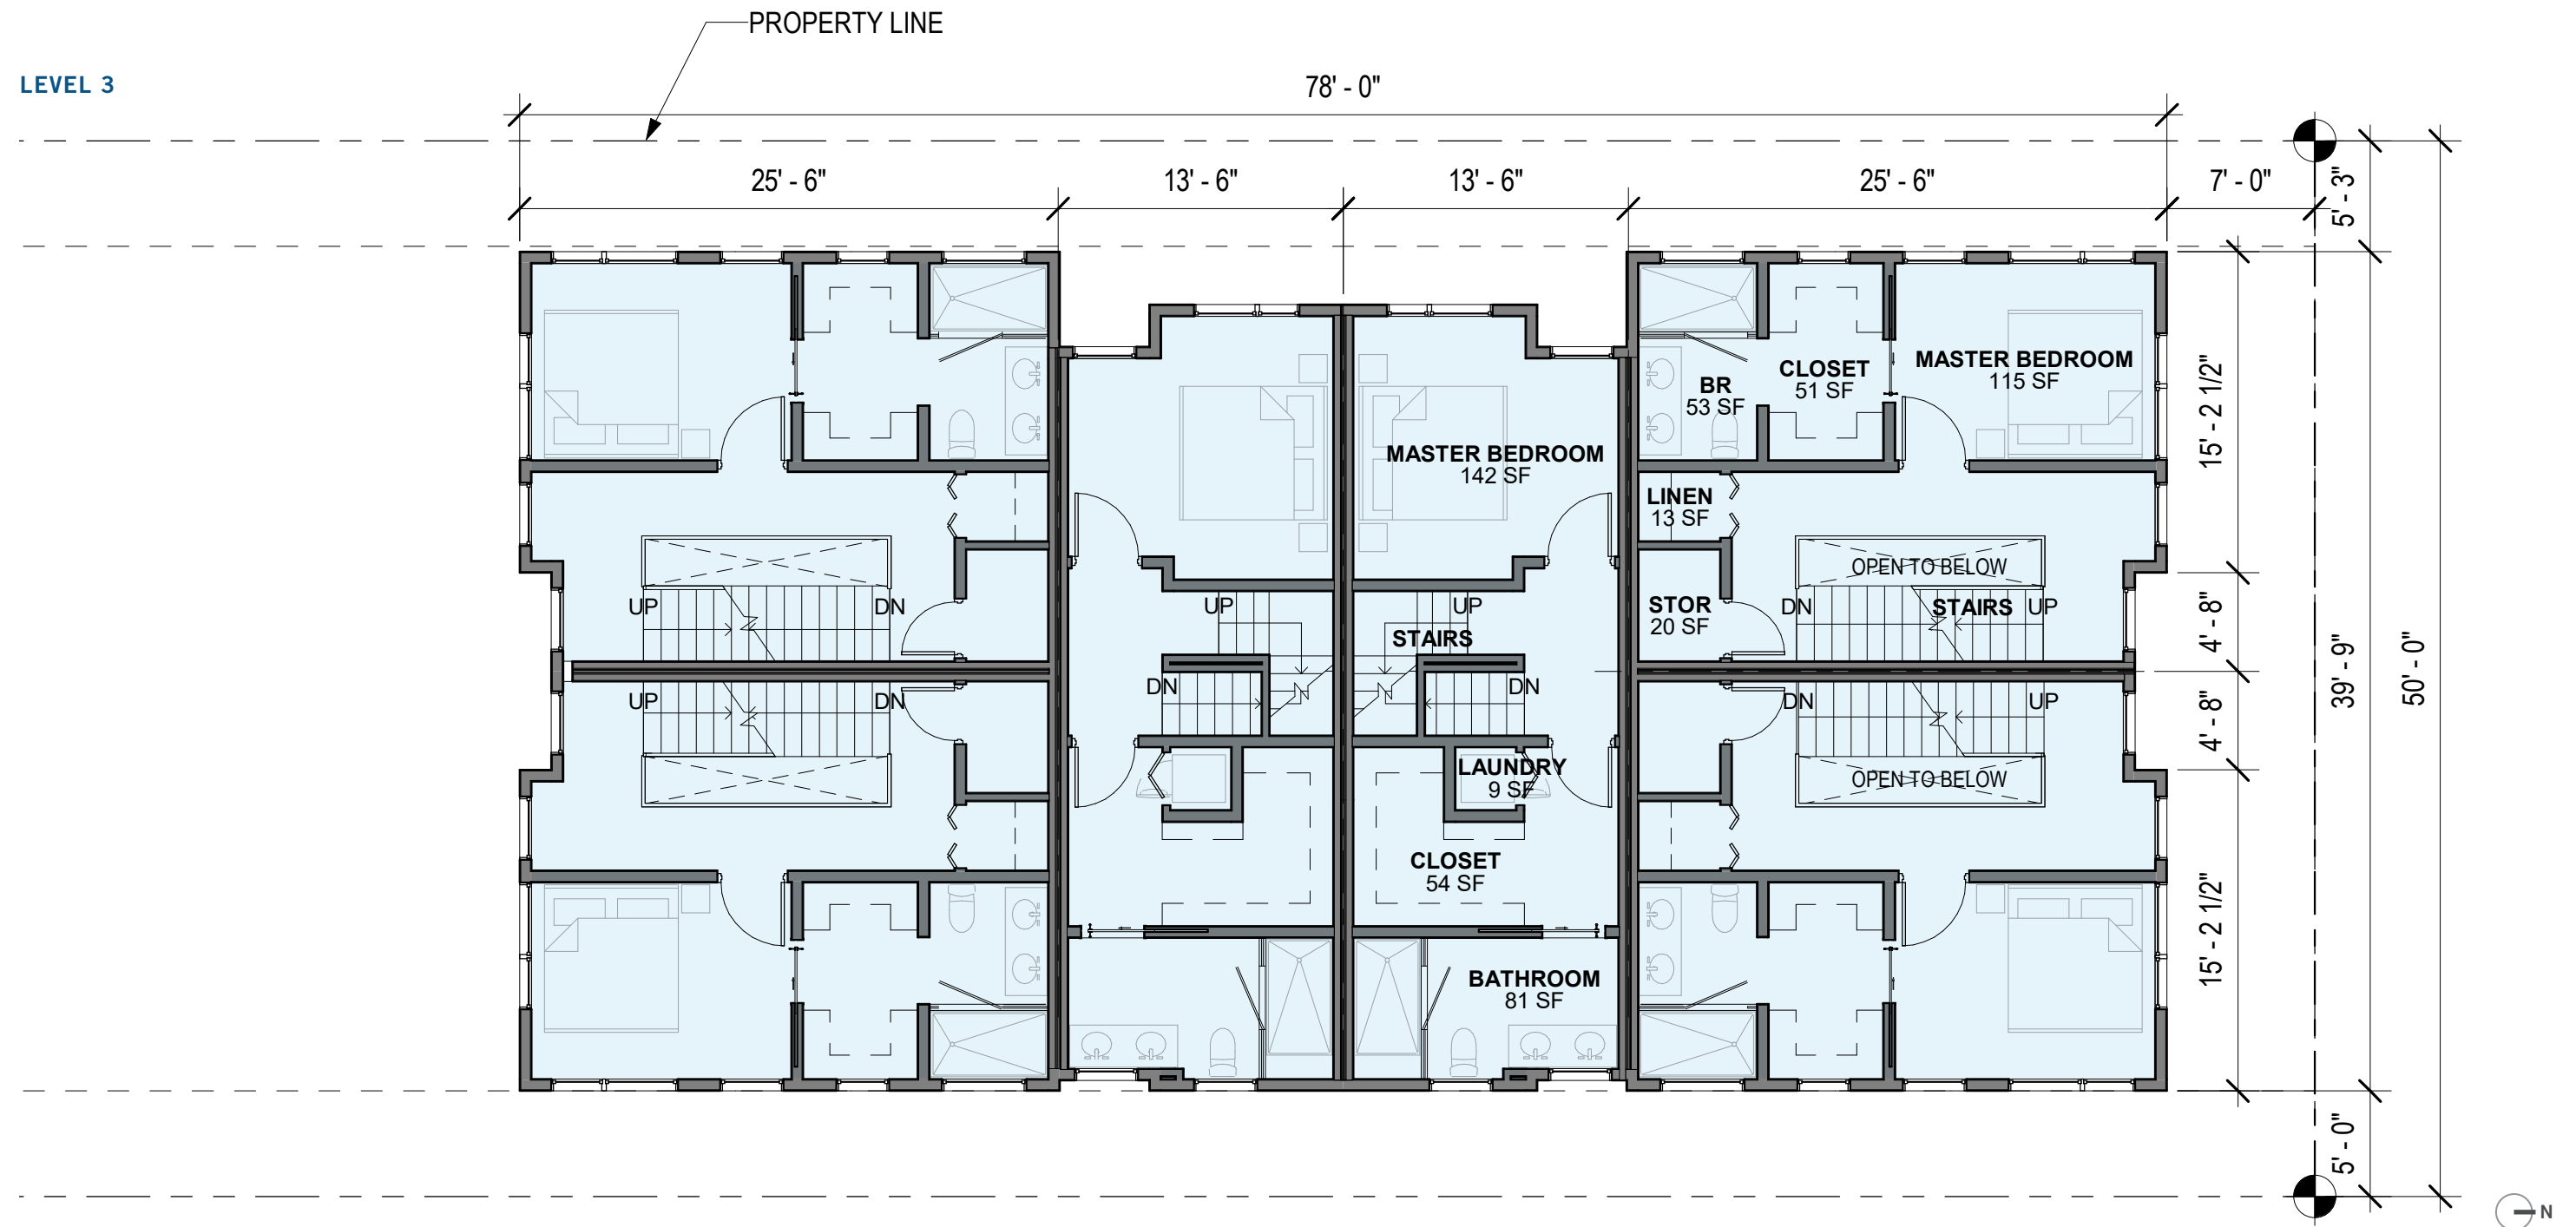 PROPERTY LINE
LEVEL 3
78' - 0"
25' - 6"
13' - 6"
13' - 6"
25' - 6"
7' - 0"
5' - 3"
MASTER BEDROOM
115 SF
CLOSET
51 SF
BR
53 SF
15' - 2 1/2"
MASTER BEDROOM
142 SF
LINEN
13 SF
OPEN TO BELOW
UP
DN
UP
UP
STOR
20 SF
DN
STAIRS
UP
4' - 8"
STAIRS
39' - 9"
50' - 0"
UP
DN
DN
DN
DN
UP
4' - 8"
LAUNDRY
9 SF
OPEN TO BELOW
CLOSET
54 SF
15' - 2 1/2"
BATHROOM
81 SF
5' - 0"
N